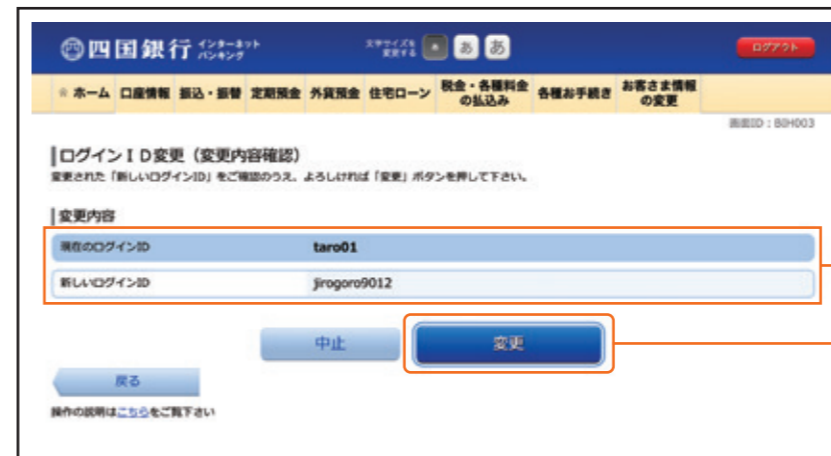 四国銀行 インターネットバンキング 文字サイズを変更する あ あ あ ログアウト
ホーム 口座情報 振込・振替 定期預金 外貨預金 住宅ローン 税金・各種料金の払込み 各種お手続き お客さま情報の変更
画面ID：BIH003
ログインＩＤ変更（変更内容確認）
変更された「新しいログインID」をご確認のうえ、よろしければ「変更」ボタンを押して下さい。
変更内容
現在のログインID taro01
新しいログインID jirogoro9012
中止 変更
戻る
操作の説明はこちらをご覧下さい